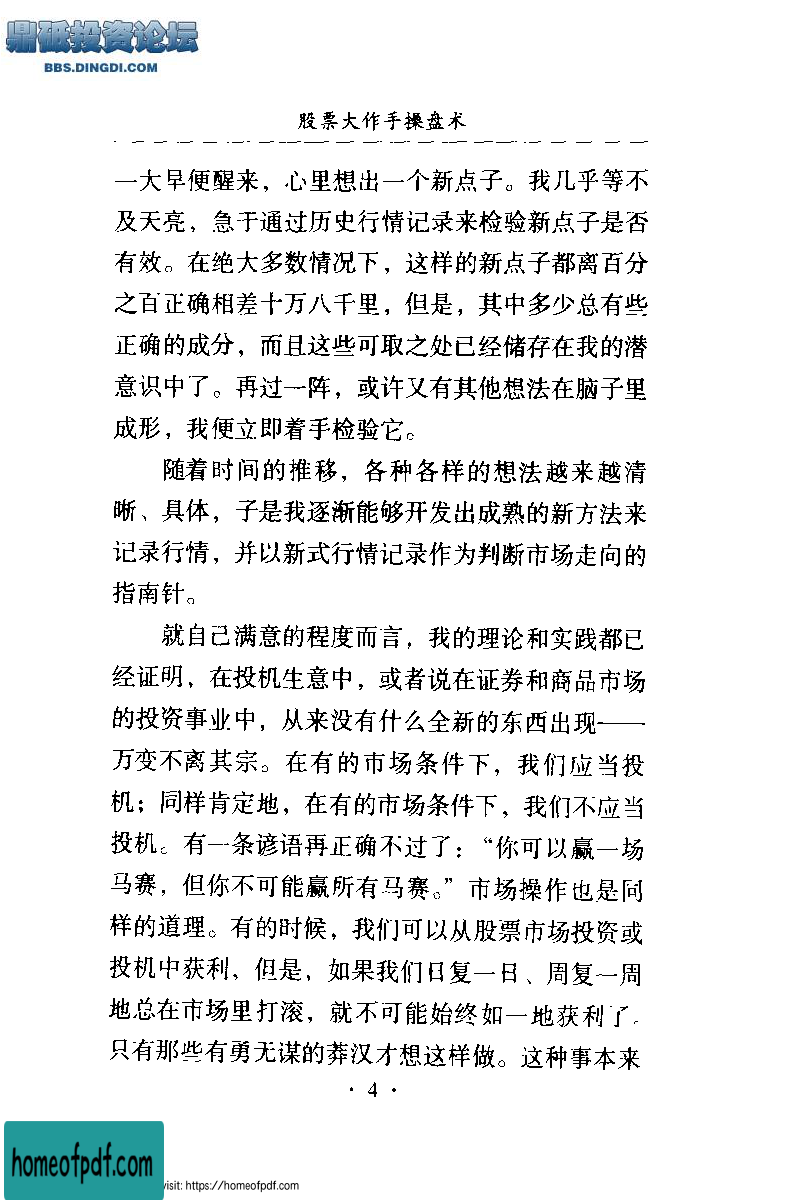 鼎砥投资论坛
BBS.DINGDI.COM
股票大作手操盘术
一大早便醒来，心里想出一个新点子。我几乎等不
及天亮，急于通过历史行情记录来检验新点子是否
有效。在绝大多数情况下，这样的新点子都离百分
之百正确相差十万八千里，但是，其中多少总有些
正确的成分，而且这些可取之处已经储存在我的潜
意识中了。再过一阵，或许又有其他想法在脑子里
成形，我便立即着手检验它。
随着时间的推移，各种各样的想法越来越清
晰、具体，于是我逐渐能够开发出成熟的新方法来
记录行情，并以新式行情记录作为判断市场走向的
指南针。
就自己满意的程度而言，我的理论和实践都已
经证明，在投机生意中，或者说在证券和商品市场
的投资事业中，从来没有什么全新的东西出现——
万变不离其宗。在有的市场条件下，我们应当投
机；同样肯定地，在有的市场条件下，我们不应当
投机。有一条谚语再正确不过了：“你可以赢一场
马赛，但你不可能赢所有马赛。”市场操作也是同
样的道理。有的时候，我们可以从股票市场投资或
投机中获利，但是，如果我们日复一日、周复一周
地总在市场里打滚，就不可能始终如一地获利了。
只有那些有勇无谋的莽汉才想这样做。这种事本来
· 4 ·
homeofpdf.com
visit: https://homeofpdf.com